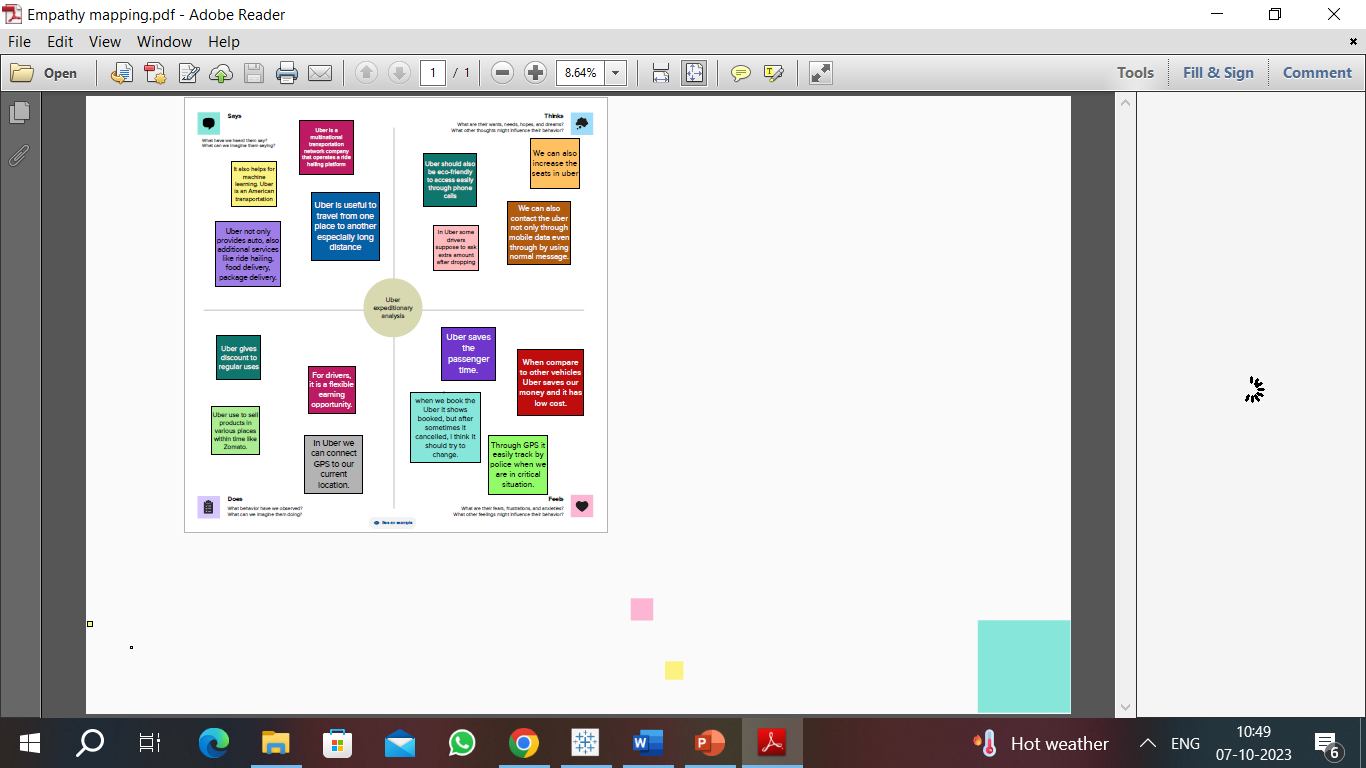 Empathy mapping.pdf - Adobe Reader
File Edit View Window Help
Open
1 / 1
8.64%
Tools
Fill & Sign
Comment
Says
What have we heard them say?
What can we imagine them saying?
Uber is a
multinational
transportation
network company
that operates a ride
hailing platform
It also helps for
machine
learning. Uber
is an American
transportation
Uber is useful to
travel from one
place to another
especially long
distance
Uber not only
provides auto, also
additional services
like ride hailing,
food delivery,
package delivery.
Thinks
What are their wants, needs, hopes, and dreams?
What other thoughts might influence their behavior?
Uber should also
be eco-friendly
to access easily
through phone
calls
We can also
increase the
seats in uber
We can also
contact the uber
not only through
mobile data even
through by using
normal message.
In Uber some
drivers
suppose to ask
extra amount
after dropping
Uber
expeditionary
analysis
Uber gives
discount to
regular uses
For drivers,
it is a flexible
earning
opportunity.
Uber use to sell
products in
various places
within time like
Zomato.
In Uber we
can connect
GPS to our
current
location.
Does
What behavior have we observed?
What can we imagine them doing?
Uber saves
the
passenger
time.
When compare
to other vehicles
Uber saves our
money and it has
low cost.
when we book the
Uber it shows
booked, but after
sometimes it
cancelled, I think it
should try to
change.
Through GPS it
easily track by
police when we
are in critical
situation.
Feels
What are their fears, frustrations, and anxieties?
What other feelings might influence their behavior?
See an example
Hot weather
ENG
10:49
07-10-2023
6